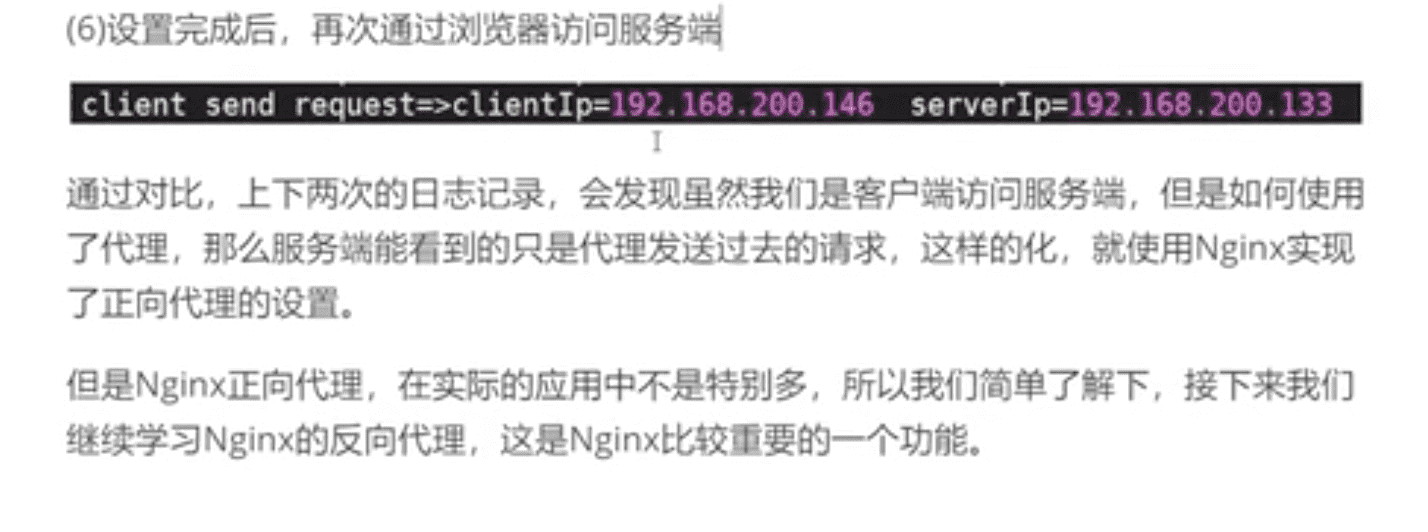 (6)设置完成后，再次通过浏览器访问服务端
client send request=>clientIp=192.168.200.146 serverIp=192.168.200.133
通过对比，上下两次的日志记录，会发现虽然我们是客户端访问服务端，但是如何使用
了代理，那么服务端能看到的只是代理发送过去的请求，这样的化，就使用Nginx实现
了正向代理的设置。
但是Nginx正向代理，在实际的应用中不是特别多，所以我们简单了解下，接下来我们
继续学习Nginx的反向代理，这是Nginx比较重要的一个功能。